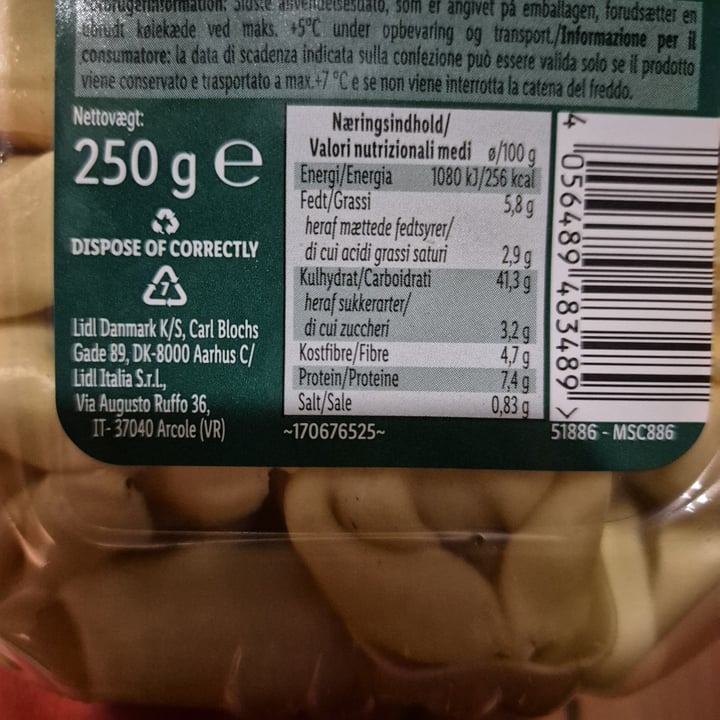 Sidste anvendelsesdato, som er angivet på emballagen, forudsætter en
ubrudt kølekæde ved maks. +5°C under opbevaring og transport./Informazione per il
consumatore: la data di scadenza indicata sulla confezione può essere valida solo se il prodotto
viene conservato e trasportato a max.+7 °C e se non viene interrotta la catena del freddo.
Nettovægt:
250 g e
DISPOSE OF CORRECTLY
7
Lidl Danmark K/S, Carl Blochs
Gade 89, DK-8000 Aarhus C/
Lidl Italia S.r.l.,
Via Augusto Ruffo 36,
IT- 37040 Arcole (VR)
Næringsindhold/
Valori nutrizionali medi ø/100 g
Energi/Energia 1080 kJ/256 kcal
Fedt/Grassi 5,8 g
heraf mættede fedtsyrer/
di cui acidi grassi saturi 2,9 g
Kulhydrat/Carboidrati 41,3 g
heraf sukkerarter/
di cui zuccheri 3,2 g
Kostfibre/Fibre 4,7 g
Protein/Proteine 7,4 g
Salt/Sale 0,83 g
~170676525~
4 056489 483489 >
51886 - MSC886